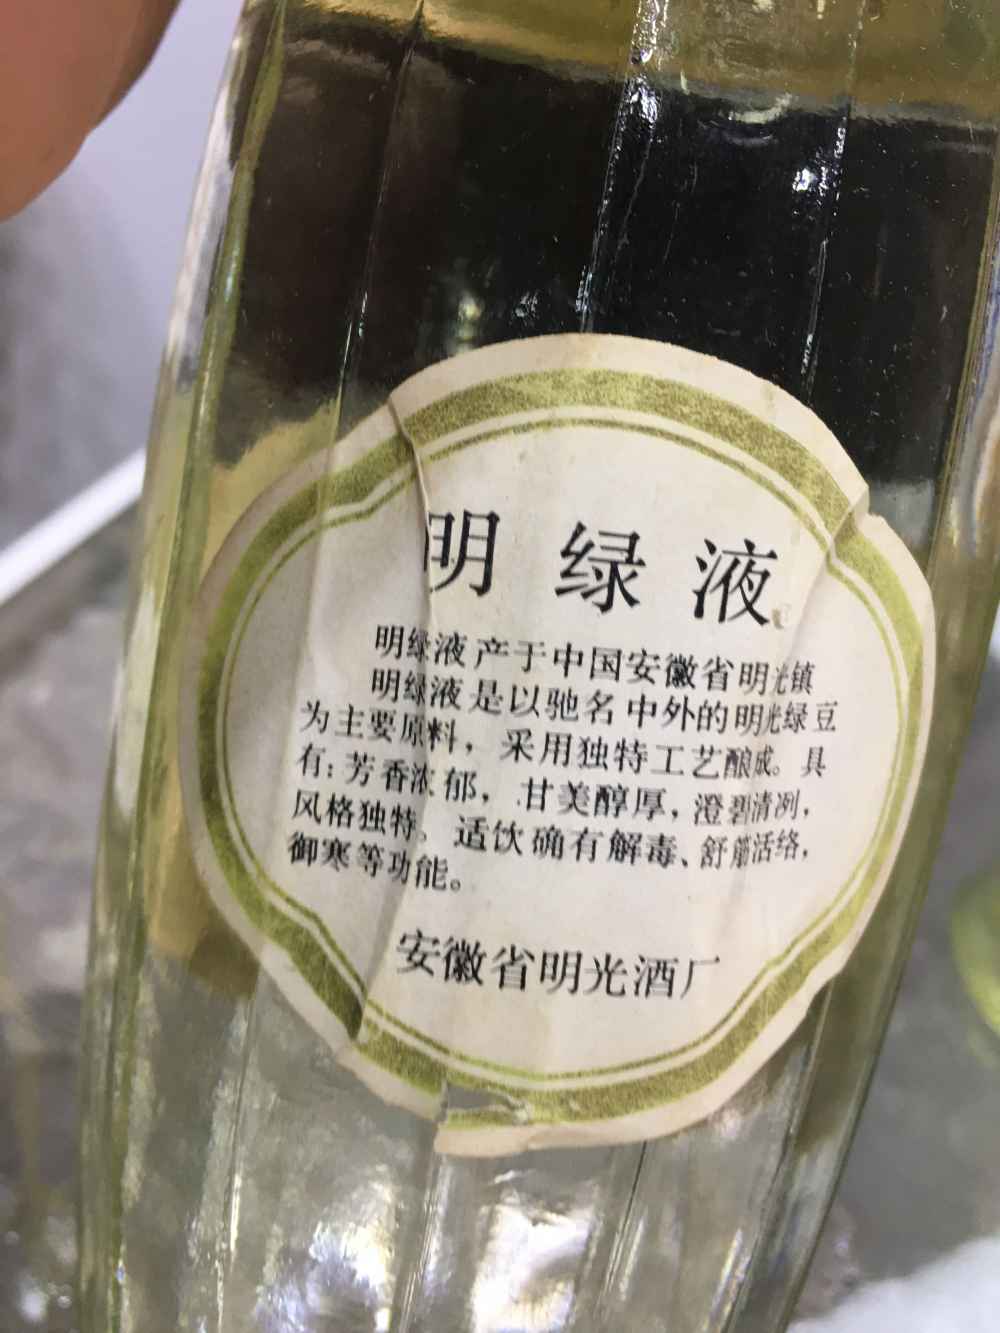 明绿液
明绿液产于中国安徽省明光镇
明绿液是以驰名中外的明光绿豆
为主要原料，采用独特工艺酿成。具
有：芳香浓郁，甘美醇厚，澄碧清冽，
风格独特。适饮确有解毒、舒筋活络，
御寒等功能。
安徽省明光酒厂